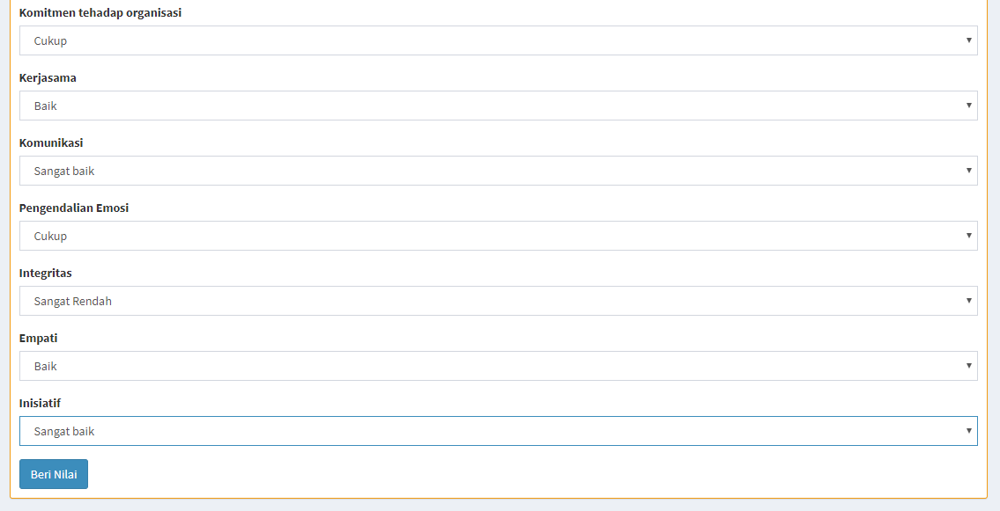 Komitmen tehadap organisasi
Cukup
Kerjasama
Baik
Komunikasi
Sangat baik
Pengendalian Emosi
Cukup
Integritas
Sangat Rendah
Empati
Baik
Inisiatif
Sangat baik
Beri Nilai